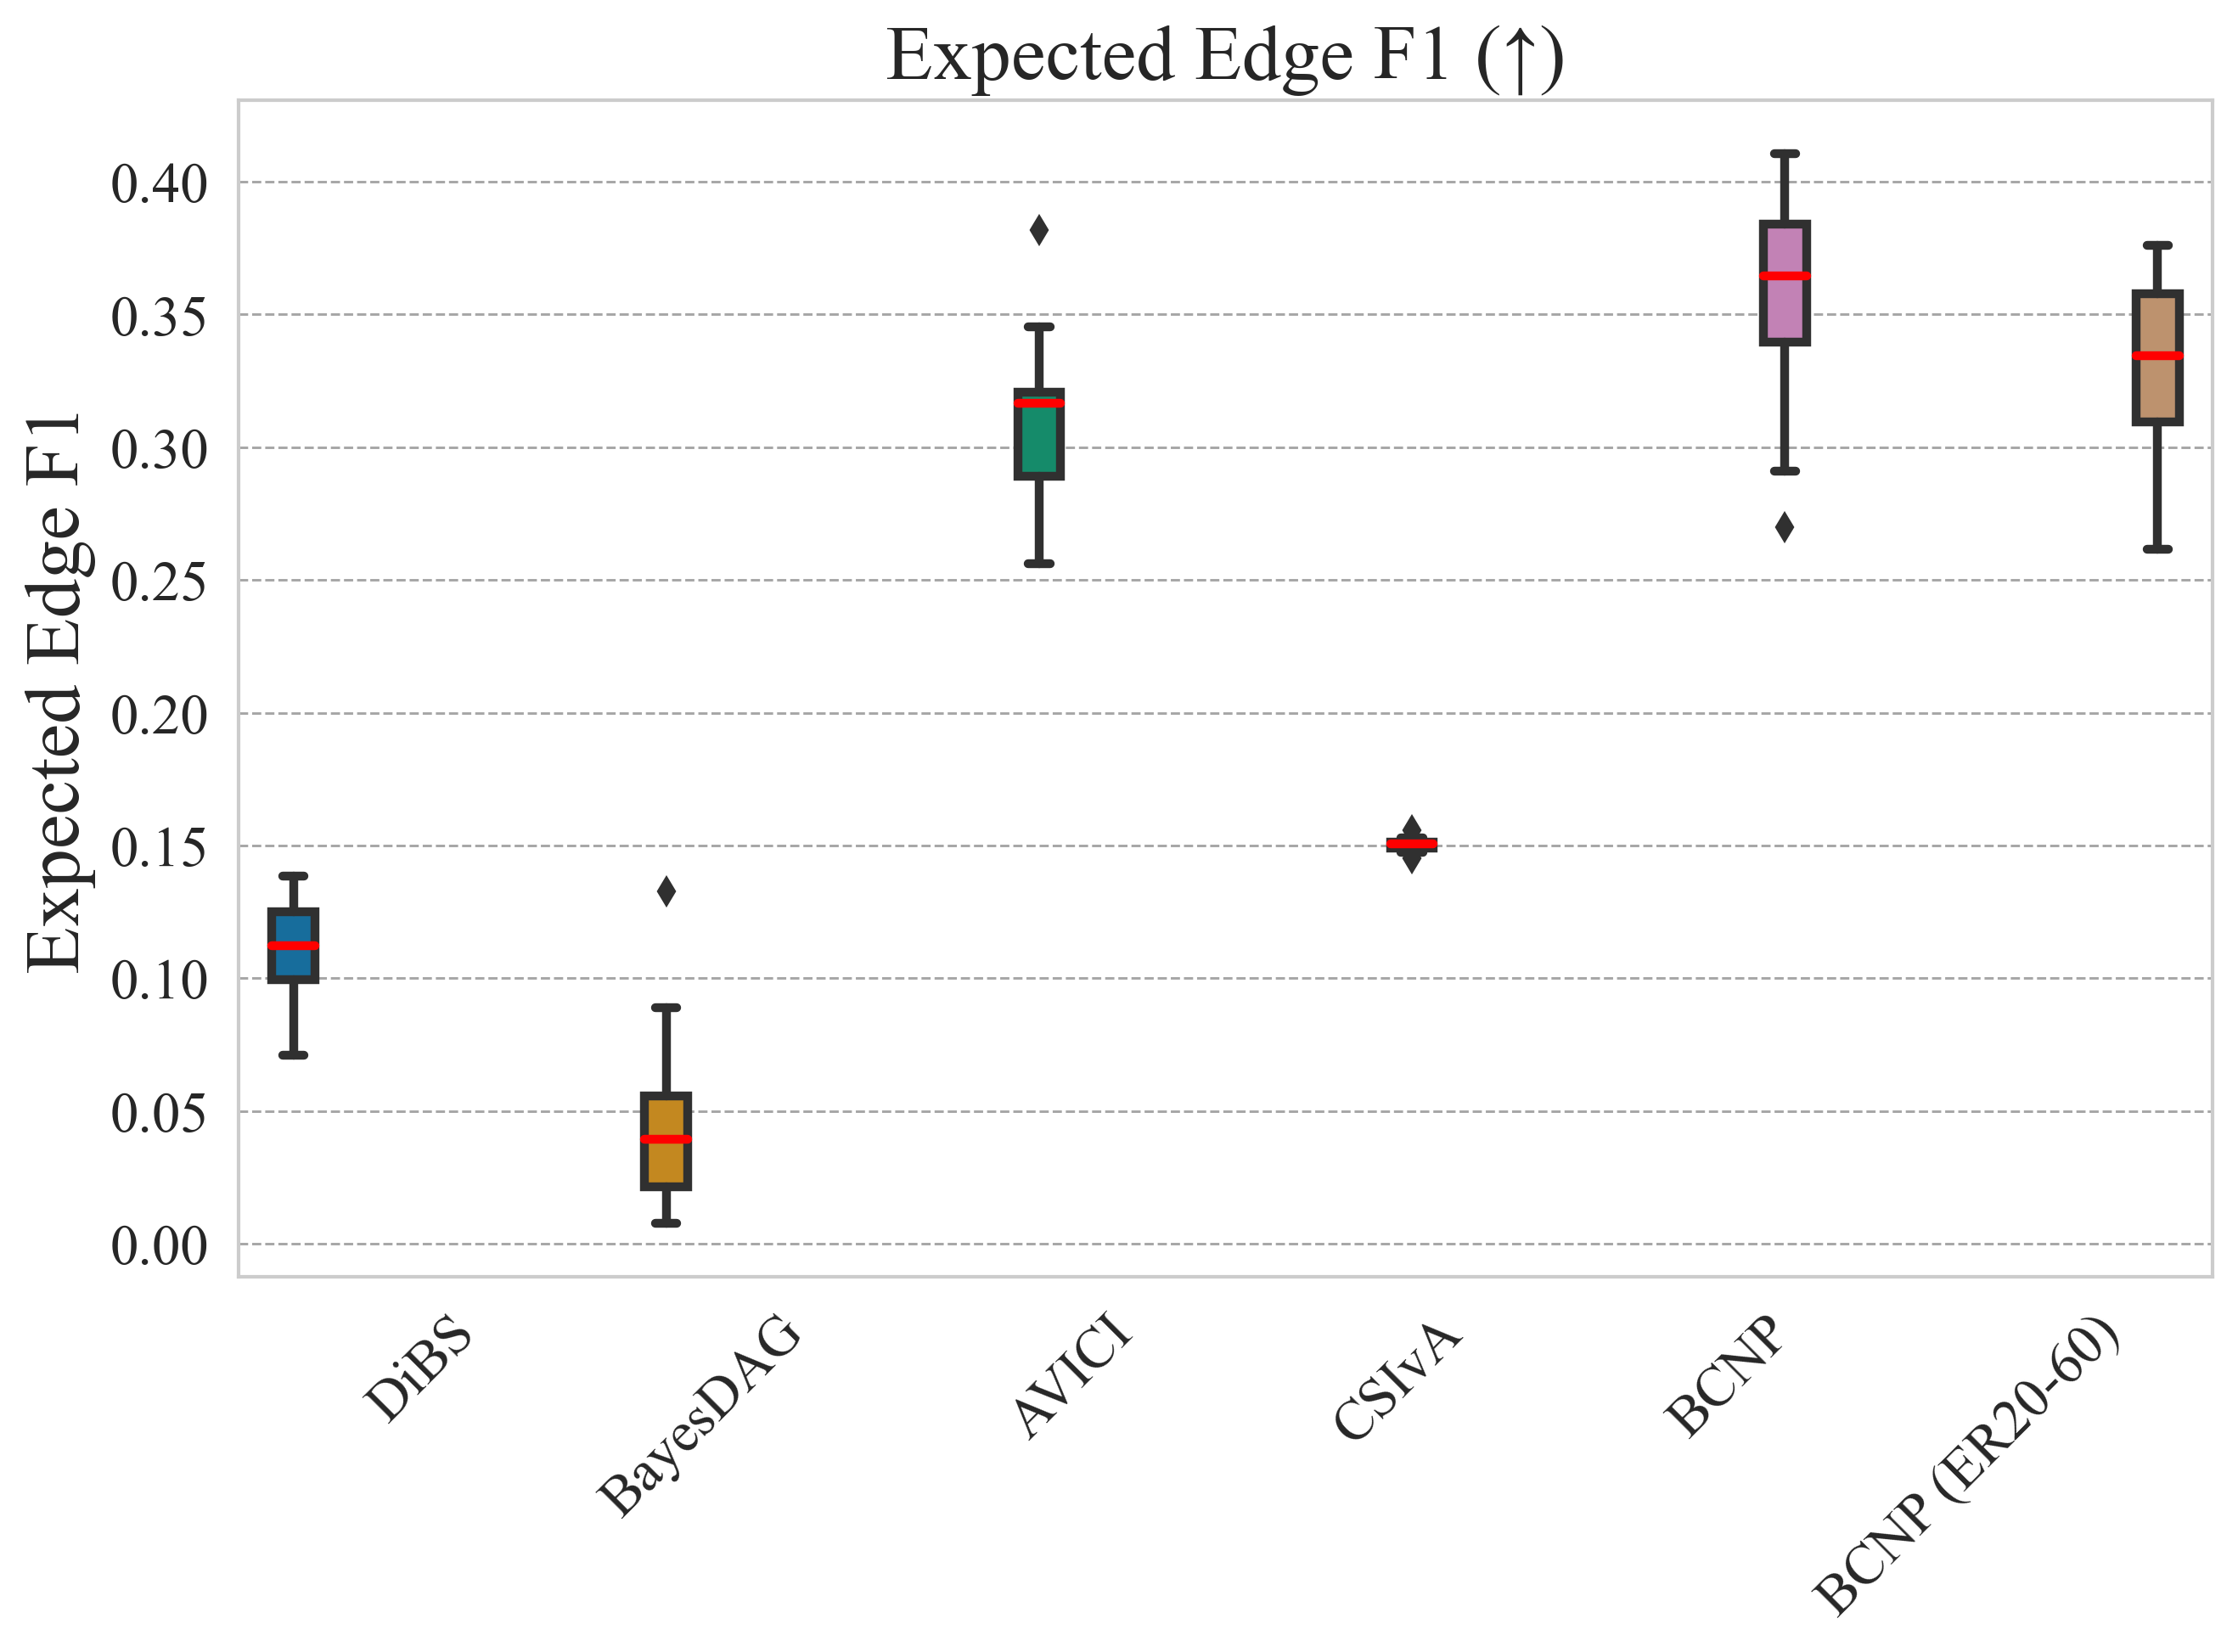 Expected Edge F1 (↑)
Expected Edge F1
0.40
0.35
0.30
0.25
0.20
0.15
0.10
0.05
0.00
DiBS
BayesDAG
AVICI
CSIvA
BCNP
BCNP (ER20-60))